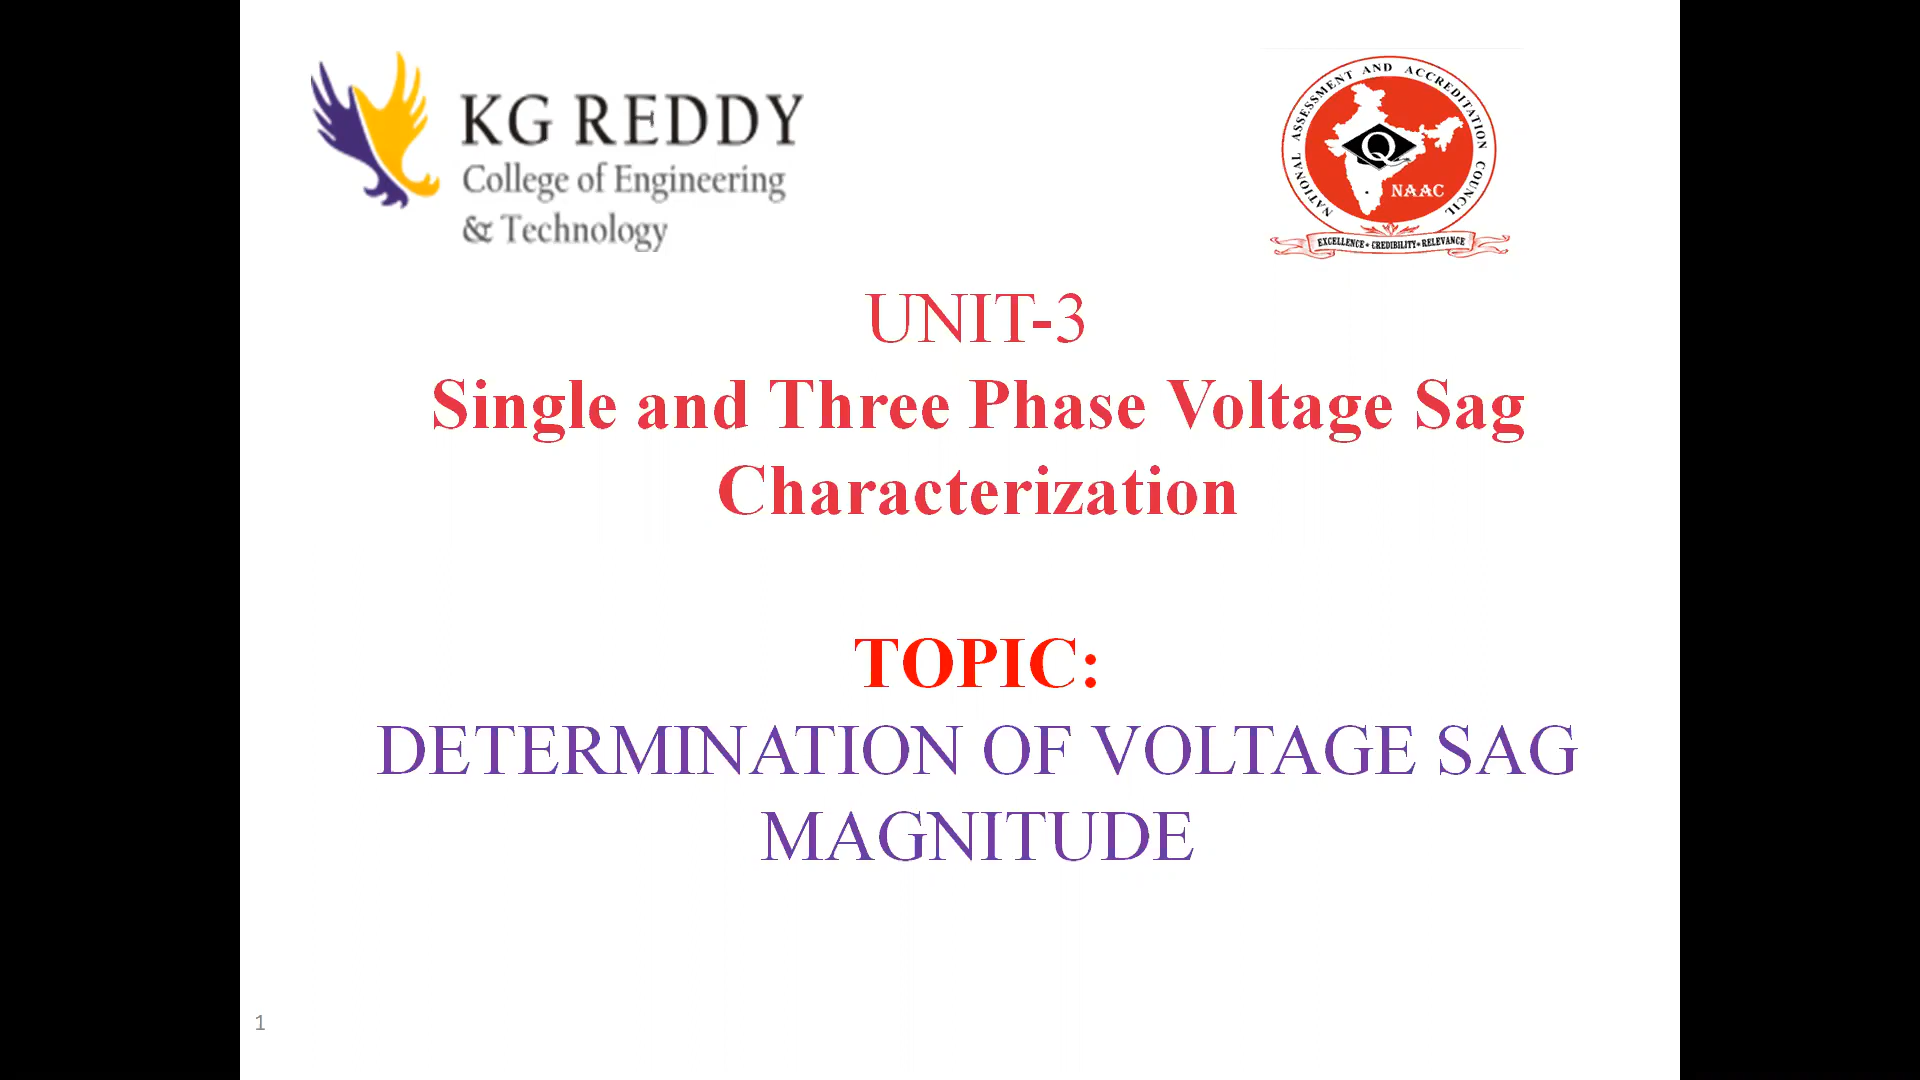 KG REDDY
College of Engineering
& Technology
NATIONAL ASSESSMENT AND ACCREDITATION COUNCIL
Q
NAAC
EXCELLENCE • CREDIBILITY • RELEVANCE
UNIT-3
Single and Three Phase Voltage Sag
Characterization
TOPIC:
DETERMINATION OF VOLTAGE SAG
MAGNITUDE
1